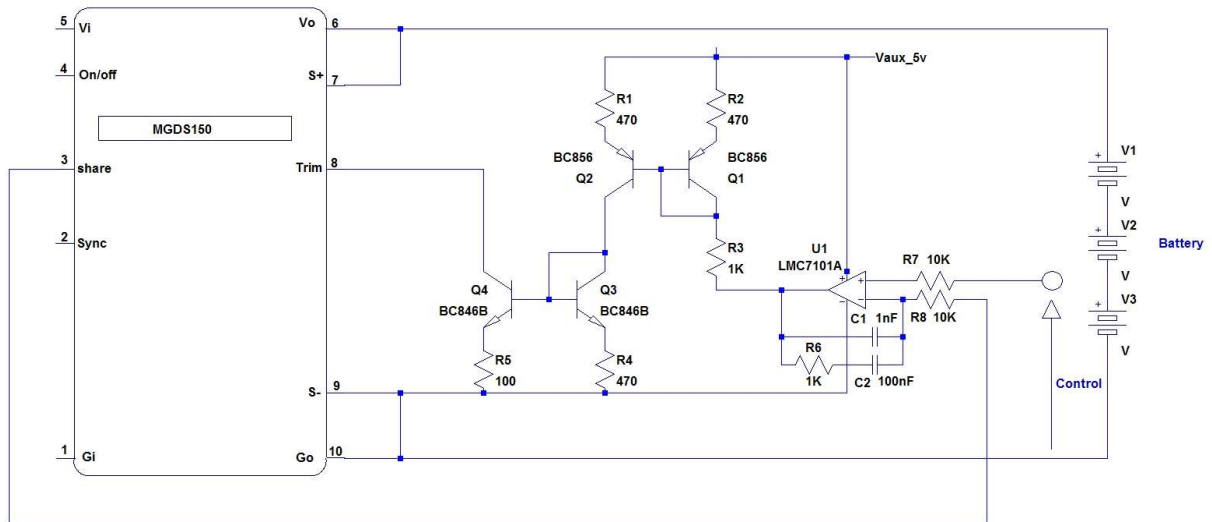 5 Vi
Vo 6
4 On/off
S+ 7
MGDS150
3 share
Trim 8
2 Sync
S- 9
1 Gi
Go 10
Vaux_5v
R1
470
R2
470
BC856
Q2
BC856
Q1
R3
1K
U1
LMC7101A
+
-
+
-
R7 10K
R8 10K
C1 1nF
R6
1K
C2 100nF
Q4
BC846B
Q3
BC846B
R5
100
R4
470
+ V1
V
+ V2
V
+ V3
V
Battery
Control